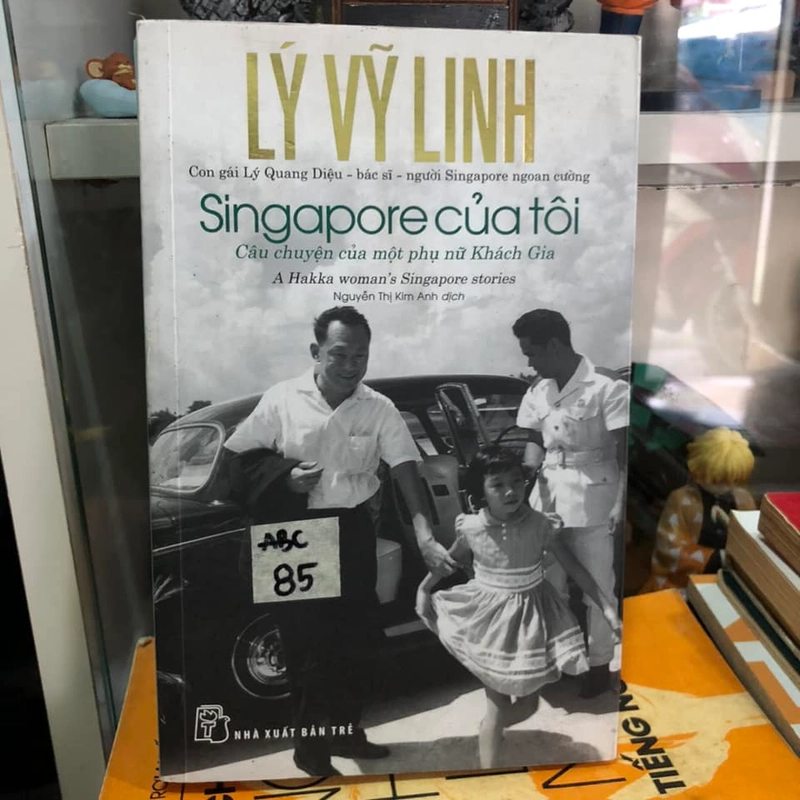 LÝ VỸ LINH
Con gái Lý Quang Diệu - bác sĩ - người Singapore ngoan cường
Singapore của tôi
Câu chuyện của một phụ nữ Khách Gia
A Hakka woman's Singapore stories
Nguyễn Thị Kim Anh dịch
ABC
85
NHÀ XUẤT BẢN TRẺ
TIẾNG